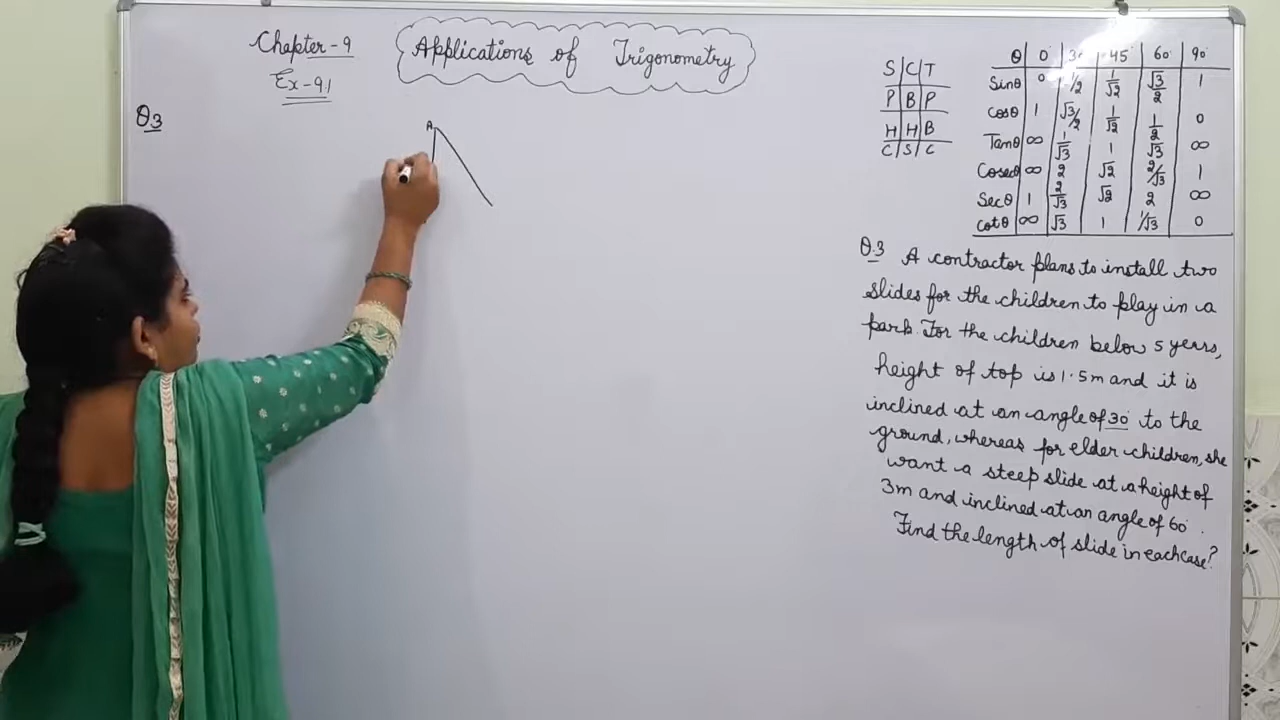 Chapter-9
Applications of Trigonometry
Ex-9.1
Q.3
A
S C T
P B P
H H B
C S C
θ 0° 30° 45° 60° 90°
Sinθ 0 1/2 1/√2 √3/2 1
cosθ 1 √3/2 1/√2 1/2 0
Tanθ ∞ 1/√3 1 √3 ∞
Cosecθ ∞ 2 √2 2/√3 1
Secθ 1 2/√3 √2 2 ∞
cotθ ∞ √3 1 1/√3 0
Q.3 A contractor plans to install two
slides for the children to play in a
park. For the children below 5 years,
height of top is 1.5m and it is
inclined at an angle of 30° to the
ground, whereas for elder children, she
want a steep slide at a height of
3m and inclined at an angle of 60°.
Find the length of slide in each case?